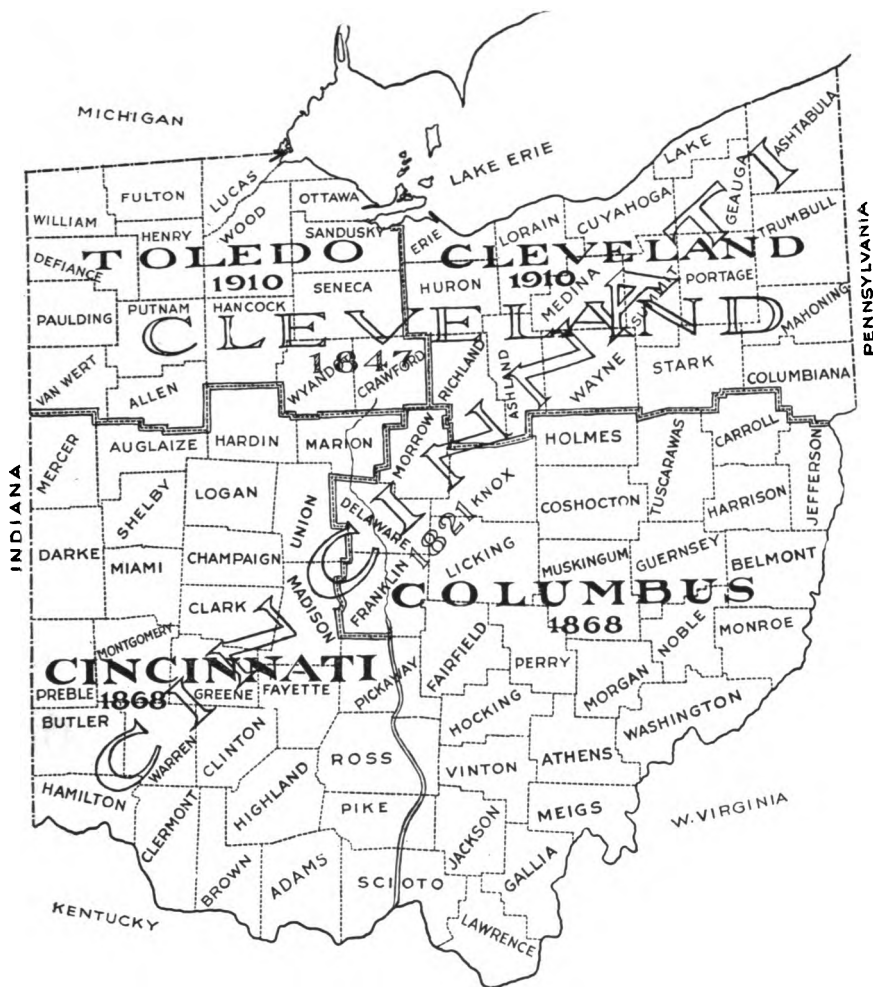 MICHIGAN
LAKE ERIE
PENNSYLVANIA
INDIANA
KENTUCKY
W. VIRGINIA
CINCINNATI
1821
CLEVELAND
1847
TOLEDO
1910
CLEVELAND
1910
CINCINNATI
1868
COLUMBUS
1868
WILLIAM
FULTON
LUCAS
OTTAWA
WOOD
SANDUSKY
HENRY
DEFIANCE
ERIE
LORAIN
CUYAHOGA
LAKE
GEAUGA
ASHTABULA
TRUMBULL
SENECA
HURON
MEDINA
SUMMIT
PORTAGE
MAHONING
PAULDING
PUTNAM
HANCOCK
VAN WERT
ALLEN
WYANDOT
CRAWFORD
RICHLAND
ASHLAND
WAYNE
STARK
COLUMBIANA
MERCER
AUGLAIZE
HARDIN
MARION
MORROW
HOLMES
TUSCARAWAS
CARROLL
JEFFERSON
SHELBY
LOGAN
UNION
DELAWARE
KNOX
COSHOCTON
HARRISON
DARKE
MIAMI
CHAMPAIGN
LICKING
MUSKINGUM
GUERNSEY
BELMONT
CLARK
MADISON
FRANKLIN
FAIRFIELD
PERRY
NOBLE
MONROE
MONTGOMERY
PREBLE
GREENE
FAYETTE
PICKAWAY
HOCKING
MORGAN
WASHINGTON
BUTLER
WARREN
CLINTON
ROSS
VINTON
ATHENS
HAMILTON
CLERMONT
HIGHLAND
PIKE
JACKSON
MEIGS
BROWN
ADAMS
SCIOTO
GALLIA
LAWRENCE